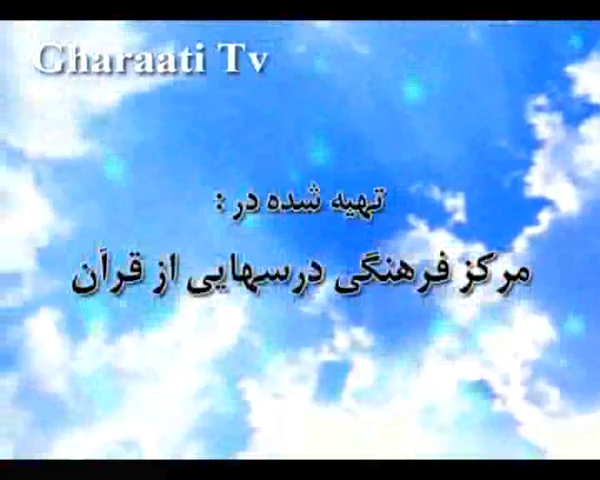 Gharaati Tv
تهیه شده در :
مرکز فرهنگی درسهایی از قرآن